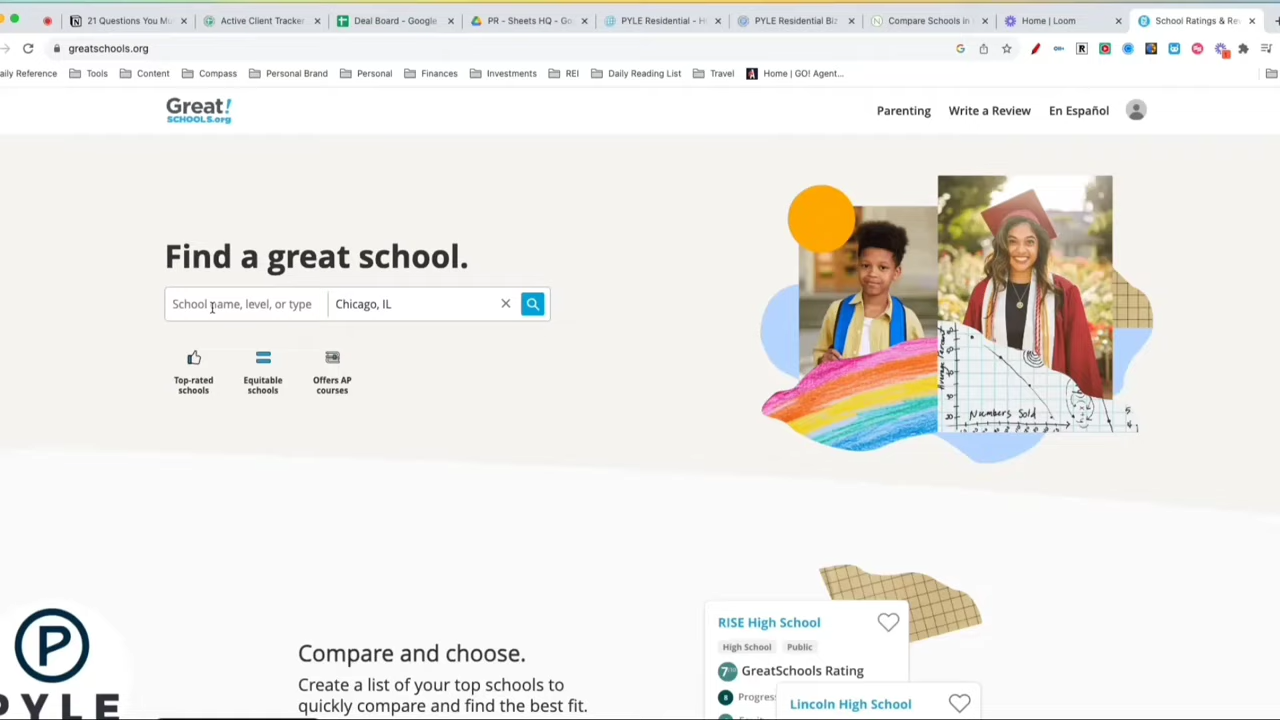 21 Questions You Mu
Active Client Tracker
Deal Board - Google
PR - Sheets HQ - Go
PYLE Residential - H
PYLE Residential Biz
Compare Schools in
Home | Loom
School Ratings & Re
greatschools.org
aily Reference
Tools
Content
Compass
Personal Brand
Personal
Finances
Investments
REI
Daily Reading List
Travel
Home | GO! Agent...
Great!
SCHOOLS.org
Parenting
Write a Review
En Español
Find a great school.
School name, level, or type
Chicago, IL
Top-rated
schools
Equitable
schools
Offers AP
courses
Numbers Sold
RISE High School
High School
Public
7/10 GreatSchools Rating
8 Progres
Lincoln High School
Compare and choose.
Create a list of your top schools to
quickly compare and find the best fit.
P
PYLE